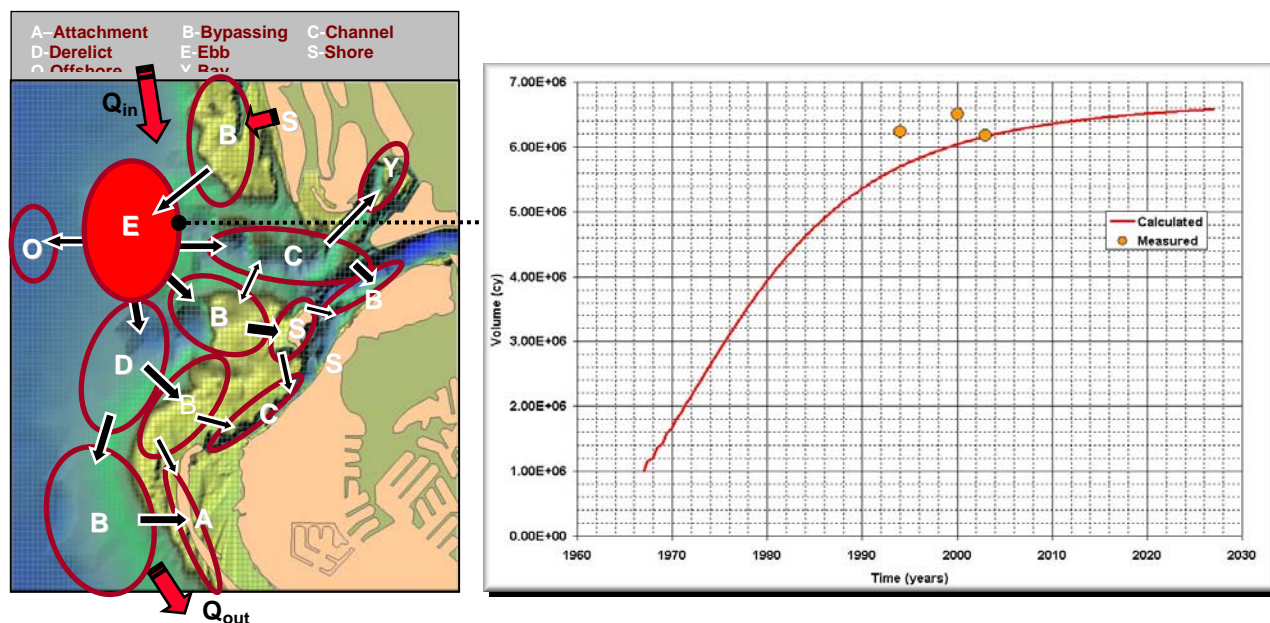 A–Attachment B-Bypassing C-Channel
D-Derelict E-Ebb S-Shore
O-Offshore Y-Bay
Qin
B
S
Y
E
O
C
B
B
S
D
S
B
C
B
A
Qout
7.00E+06
6.00E+06
5.00E+06
4.00E+06
3.00E+06
2.00E+06
1.00E+06
0.00E+00
Volume (cy)
Calculated
Measured
1960 1970 1980 1990 2000 2010 2020 2030
Time (years)